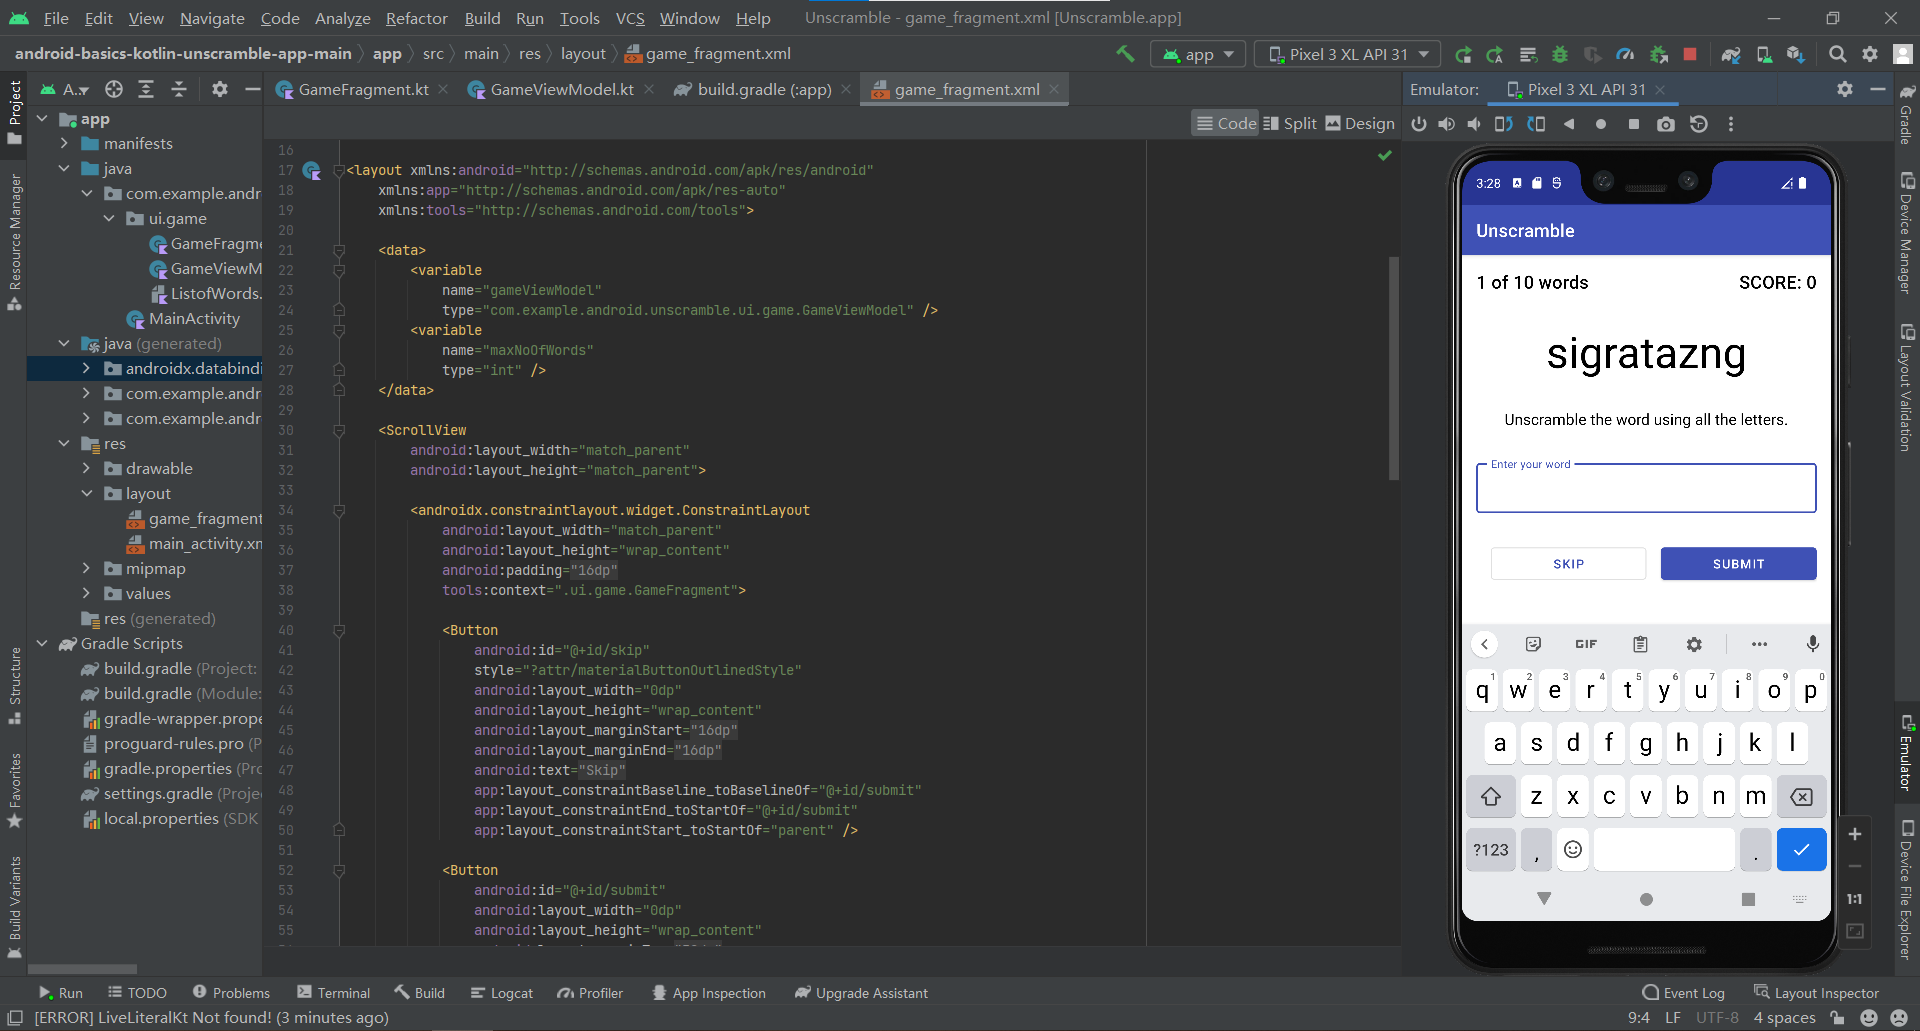 File Edit View Navigate Code Analyze Refactor Build Run Tools VCS Window Help Unscramble - game_fragment.xml [Unscramble.app]
android-basics-kotlin-unscramble-app-main app src main res layout game_fragment.xml app Pixel 3 XL API 31
A.. GameFragment.kt GameViewModel.kt build.gradle (:app) game_fragment.xml Emulator: Pixel 3 XL API 31
Code Split Design
Project
Resource Manager
Structure
Favorites
Build Variants
app
manifests
java
com.example.andr
ui.game
GameFragme
GameViewM
ListofWords.
MainActivity
java (generated)
androidx.databindi
com.example.andr
com.example.andr
res
drawable
layout
game_fragment
main_activity.xm
mipmap
values
res (generated)
Gradle Scripts
build.gradle (Project:
build.gradle (Module:
gradle-wrapper.prope
proguard-rules.pro (P
gradle.properties (Pro
settings.gradle (Proje
local.properties (SDK
16
17 <layout xmlns:android="http://schemas.android.com/apk/res/android"
18 xmlns:app="http://schemas.android.com/apk/res-auto"
19 xmlns:tools="http://schemas.android.com/tools">
20
21 <data>
22 <variable
23 name="gameViewModel"
24 type="com.example.android.unscramble.ui.game.GameViewModel" />
25 <variable
26 name="maxNoOfWords"
27 type="int" />
28 </data>
29
30 <ScrollView
31 android:layout_width="match_parent"
32 android:layout_height="match_parent">
33
34 <androidx.constraintlayout.widget.ConstraintLayout
35 android:layout_width="match_parent"
36 android:layout_height="wrap_content"
37 android:padding="16dp"
38 tools:context=".ui.game.GameFragment">
39
40 <Button
41 android:id="@+id/skip"
42 style="?attr/materialButtonOutlinedStyle"
43 android:layout_width="0dp"
44 android:layout_height="wrap_content"
45 android:layout_marginStart="16dp"
46 android:layout_marginEnd="16dp"
47 android:text="Skip"
48 app:layout_constraintBaseline_toBaselineOf="@+id/submit"
49 app:layout_constraintEnd_toStartOf="@+id/submit"
50 app:layout_constraintStart_toStartOf="parent" />
51
52 <Button
53 android:id="@+id/submit"
54 android:layout_width="0dp"
55 android:layout_height="wrap_content"
3:28
Unscramble
1 of 10 words SCORE: 0
sigratazng
Unscramble the word using all the letters.
Enter your word
SKIP SUBMIT
GIF
q1 w2 e3 r4 t5 y6 u7 i8 o9 p0
a s d f g h j k l
z x c v b n m
?123 , .
1:1
Gradle
Device Manager
Layout Validation
Emulator
Device File Explorer
Run TODO Problems Terminal Build Logcat Profiler App Inspection Upgrade Assistant Event Log Layout Inspector
[ERROR] LiveLiteralKt Not found! (3 minutes ago) 9:4 LF UTF-8 4 spaces